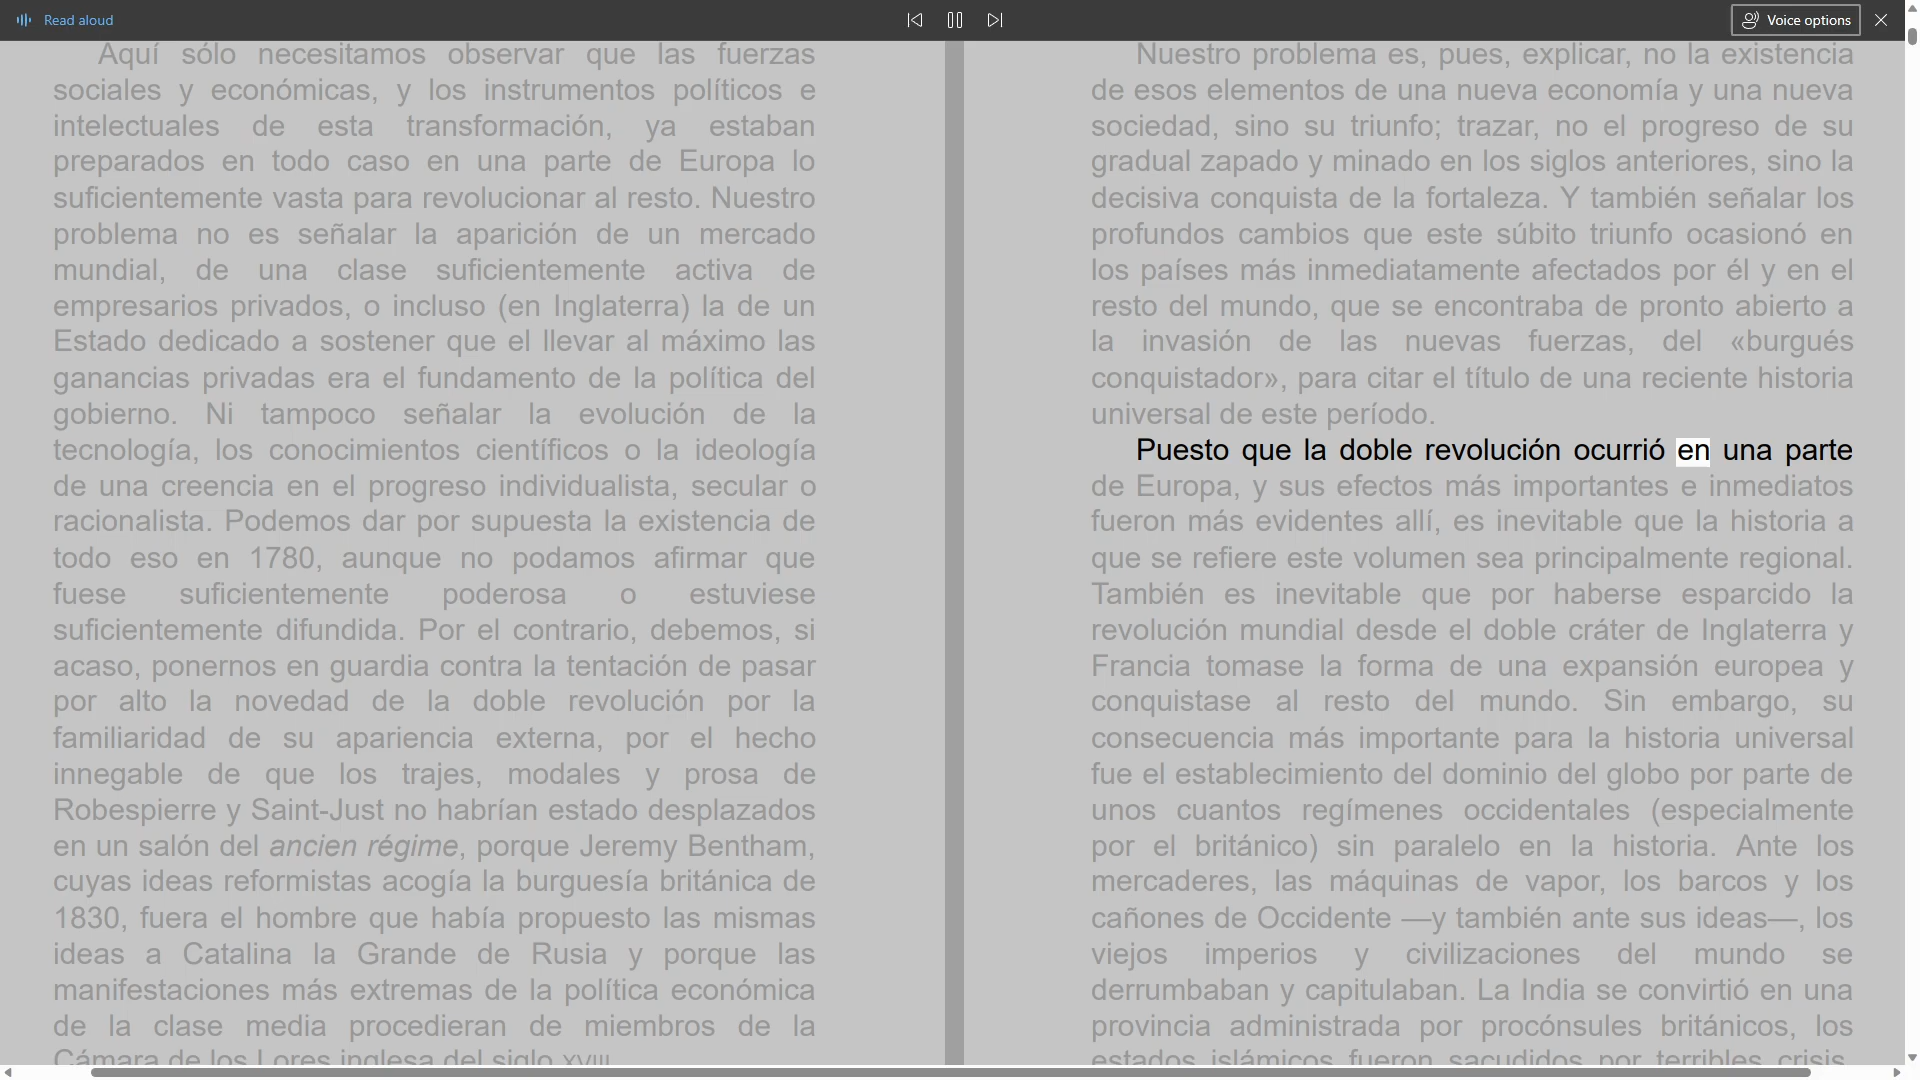 Read aloud
Voice options
Aquí sólo necesitamos observar que las fuerzas
sociales y económicas, y los instrumentos políticos e
intelectuales de esta transformación, ya estaban
preparados en todo caso en una parte de Europa lo
suficientemente vasta para revolucionar al resto. Nuestro
problema no es señalar la aparición de un mercado
mundial, de una clase suficientemente activa de
empresarios privados, o incluso (en Inglaterra) la de un
Estado dedicado a sostener que el llevar al máximo las
ganancias privadas era el fundamento de la política del
gobierno. Ni tampoco señalar la evolución de la
tecnología, los conocimientos científicos o la ideología
de una creencia en el progreso individualista, secular o
racionalista. Podemos dar por supuesta la existencia de
todo eso en 1780, aunque no podamos afirmar que
fuese suficientemente poderosa o estuviese
suficientemente difundida. Por el contrario, debemos, si
acaso, ponernos en guardia contra la tentación de pasar
por alto la novedad de la doble revolución por la
familiaridad de su apariencia externa, por el hecho
innegable de que los trajes, modales y prosa de
Robespierre y Saint-Just no habrían estado desplazados
en un salón del ancien régime, porque Jeremy Bentham,
cuyas ideas reformistas acogía la burguesía británica de
1830, fuera el hombre que había propuesto las mismas
ideas a Catalina la Grande de Rusia y porque las
manifestaciones más extremas de la política económica
de la clase media procedieran de miembros de la
Cámara de los Lores inglesa del siglo XVIII.
Nuestro problema es, pues, explicar, no la existencia
de esos elementos de una nueva economía y una nueva
sociedad, sino su triunfo; trazar, no el progreso de su
gradual zapado y minado en los siglos anteriores, sino la
decisiva conquista de la fortaleza. Y también señalar los
profundos cambios que este súbito triunfo ocasionó en
los países más inmediatamente afectados por él y en el
resto del mundo, que se encontraba de pronto abierto a
la invasión de las nuevas fuerzas, del «burgués
conquistador», para citar el título de una reciente historia
universal de este período.
Puesto que la doble revolución ocurrió en una parte
de Europa, y sus efectos más importantes e inmediatos
fueron más evidentes allí, es inevitable que la historia a
que se refiere este volumen sea principalmente regional.
También es inevitable que por haberse esparcido la
revolución mundial desde el doble cráter de Inglaterra y
Francia tomase la forma de una expansión europea y
conquistase al resto del mundo. Sin embargo, su
consecuencia más importante para la historia universal
fue el establecimiento del dominio del globo por parte de
unos cuantos regímenes occidentales (especialmente
por el británico) sin paralelo en la historia. Ante los
mercaderes, las máquinas de vapor, los barcos y los
cañones de Occidente —y también ante sus ideas—, los
viejos imperios y civilizaciones del mundo se
derrumbaban y capitulaban. La India se convirtió en una
provincia administrada por procónsules británicos, los
estados islámicos fueron sacudidos por terribles crisis,